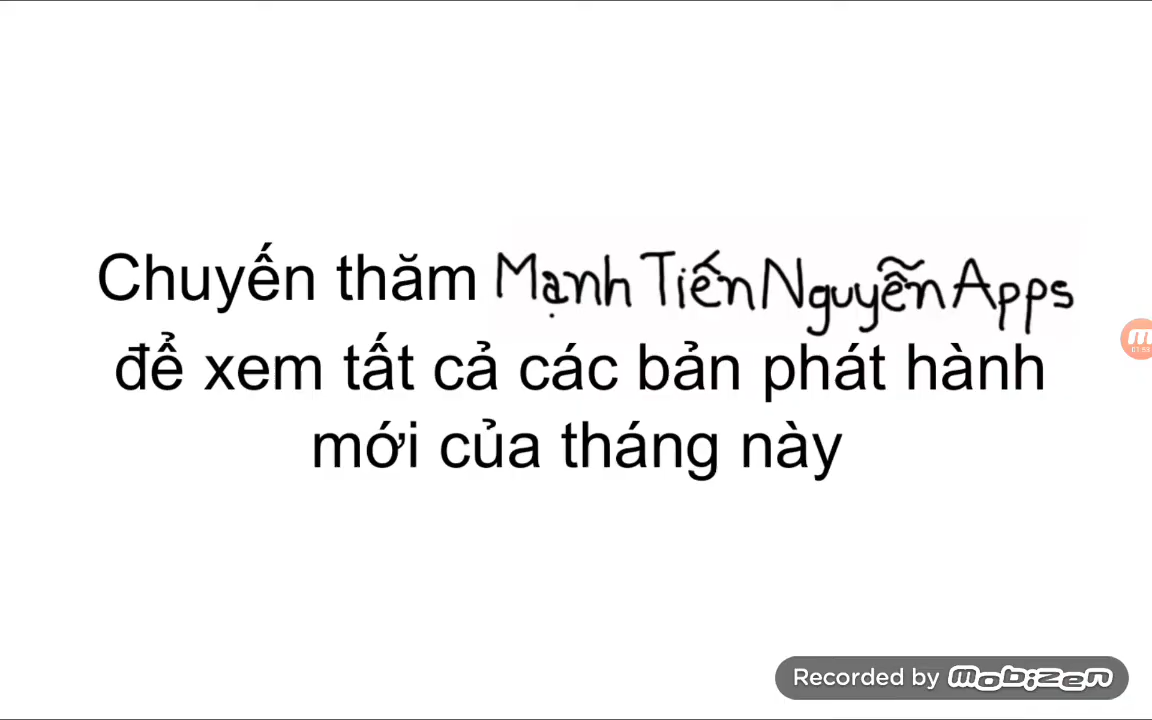 Chuyến thăm Mạnh Tiến Nguyễn Apps
để xem tất cả các bản phát hành
mới của tháng này
Recorded by mobizen